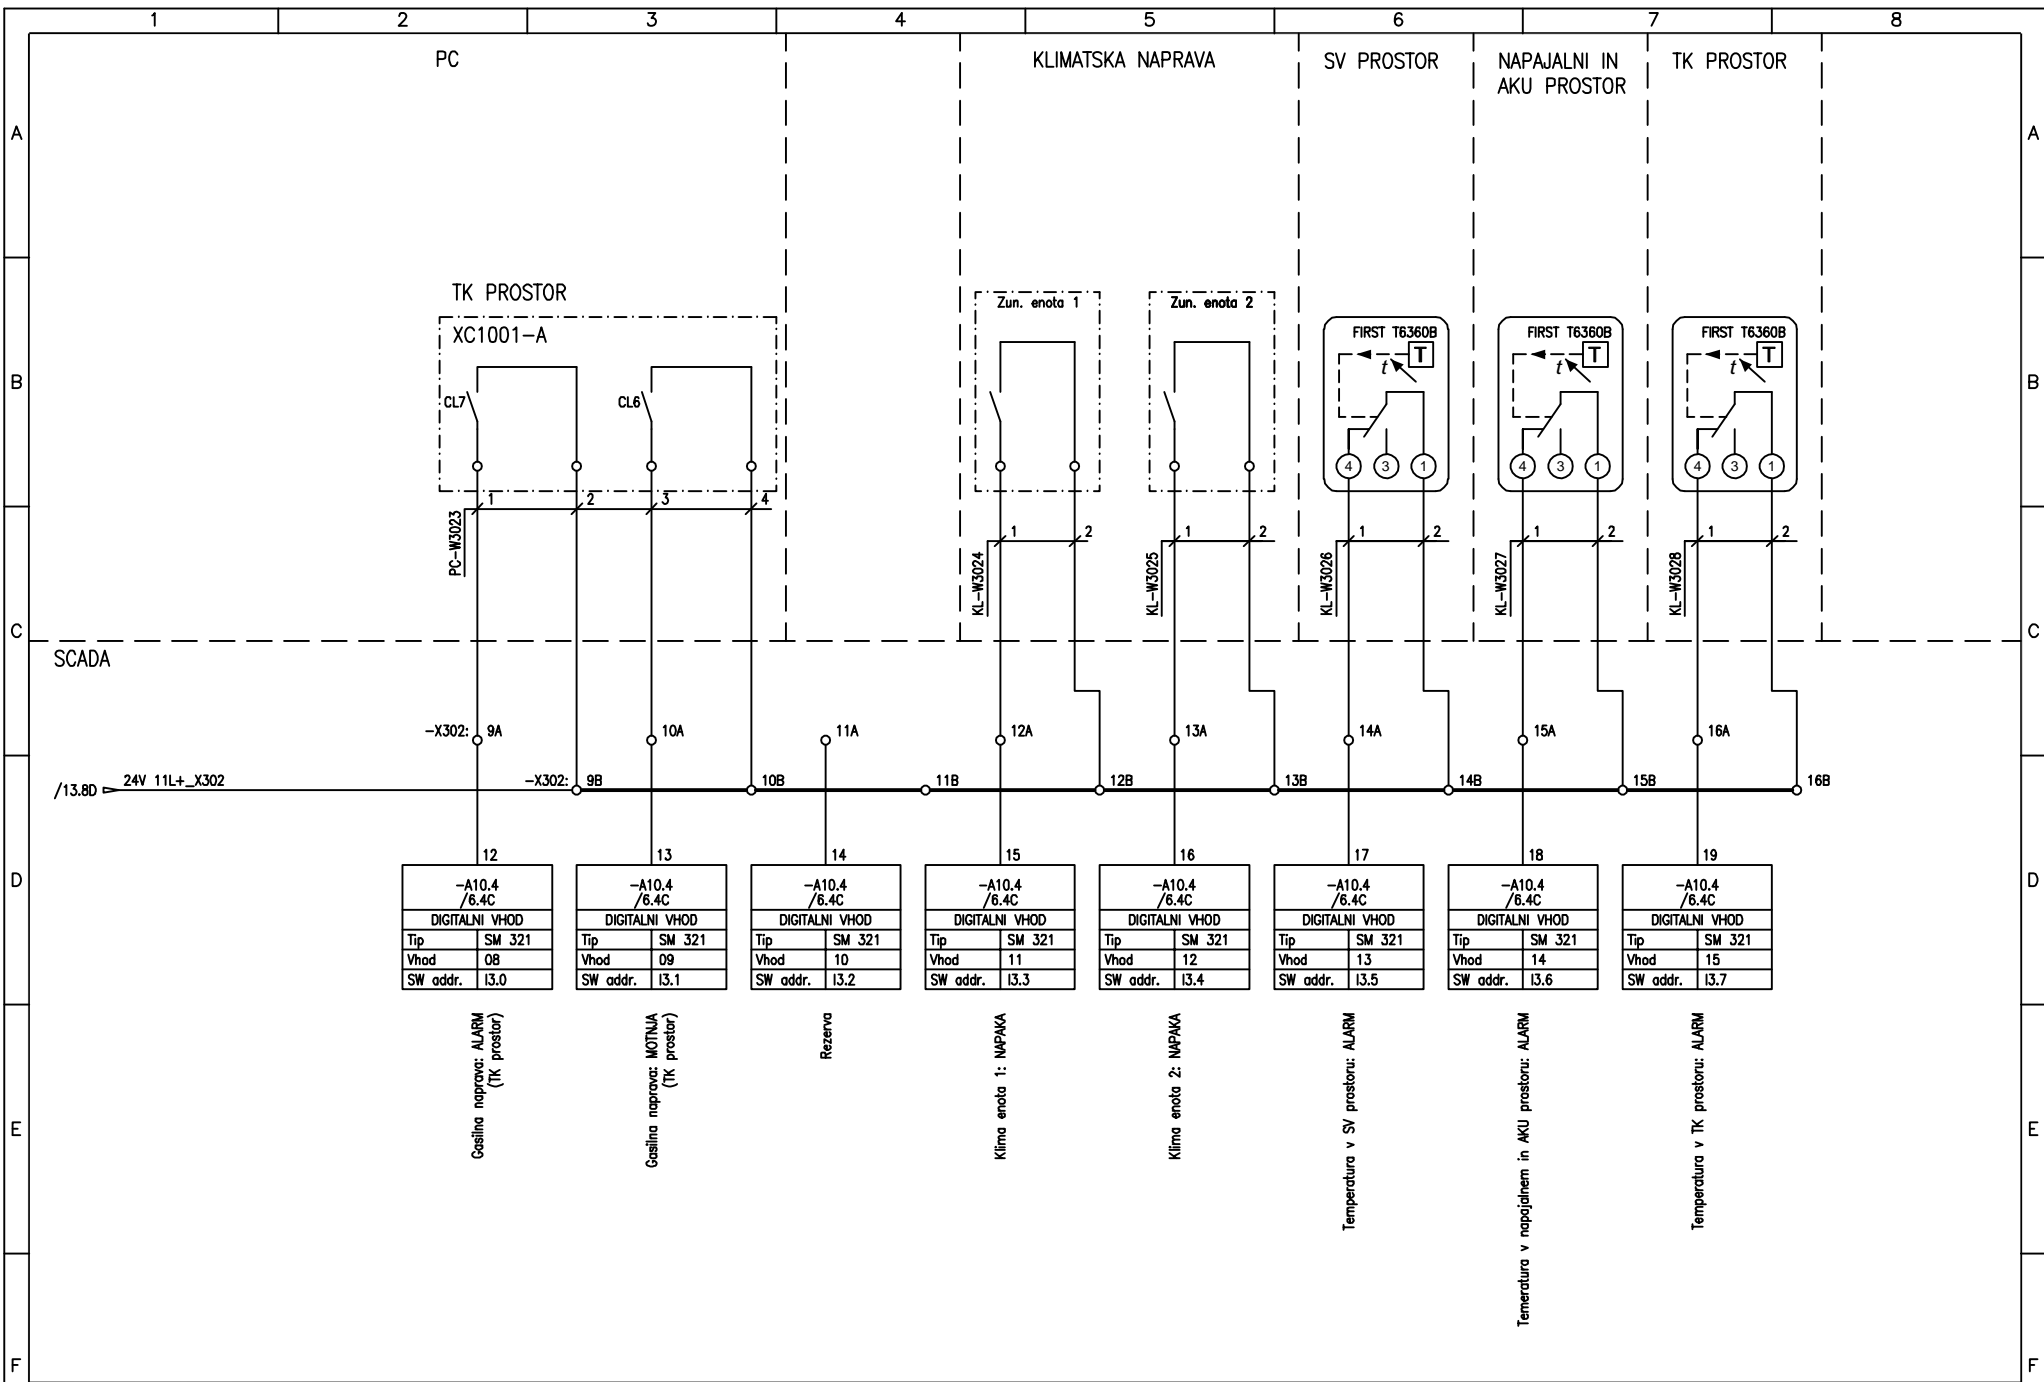 1 2 3 4 5 6 7 8
PC
KLIMATSKA NAPRAVA
SV PROSTOR
NAPAJALNI IN
AKU PROSTOR
TK PROSTOR
A A
TK PROSTOR
XC1001-A
Zun. enota 1
Zun. enota 2
FIRST T6360B
T
t
FIRST T6360B
T
t
FIRST T6360B
T
t
B B
CL7
CL6
4 3 1
4 3 1
4 3 1
1 2 3 4
PC-W3023
1 2
KL-W3024
1 2
KL-W3025
1 2
KL-W3026
1 2
KL-W3027
1 2
KL-W3028
C C
SCADA
-X302: 9A
10A
11A
12A
13A
14A
15A
16A
/13.8D
24V 11L+_X302
-X302: 9B
10B
11B
12B
13B
14B
15B
16B
D D
12
-A10.4
/6.4C
DIGITALNI VHOD
Tip SM 321
Vhod 08
SW addr. I3.0
13
-A10.4
/6.4C
DIGITALNI VHOD
Tip SM 321
Vhod 09
SW addr. I3.1
14
-A10.4
/6.4C
DIGITALNI VHOD
Tip SM 321
Vhod 10
SW addr. I3.2
15
-A10.4
/6.4C
DIGITALNI VHOD
Tip SM 321
Vhod 11
SW addr. I3.3
16
-A10.4
/6.4C
DIGITALNI VHOD
Tip SM 321
Vhod 12
SW addr. I3.4
17
-A10.4
/6.4C
DIGITALNI VHOD
Tip SM 321
Vhod 13
SW addr. I3.5
18
-A10.4
/6.4C
DIGITALNI VHOD
Tip SM 321
Vhod 14
SW addr. I3.6
19
-A10.4
/6.4C
DIGITALNI VHOD
Tip SM 321
Vhod 15
SW addr. I3.7
Gasilna naprava: ALARM
(TK prostor)
Gasilna naprava: MOTNJA
(TK prostor)
Rezerva
Klima enota 1: NAPAKA
Klima enota 2: NAPAKA
Temperatura v SV prostoru: ALARM
Temeratura v napajalnem in AKU prostoru: ALARM
Temperatura v TK prostoru: ALARM
E E
F F